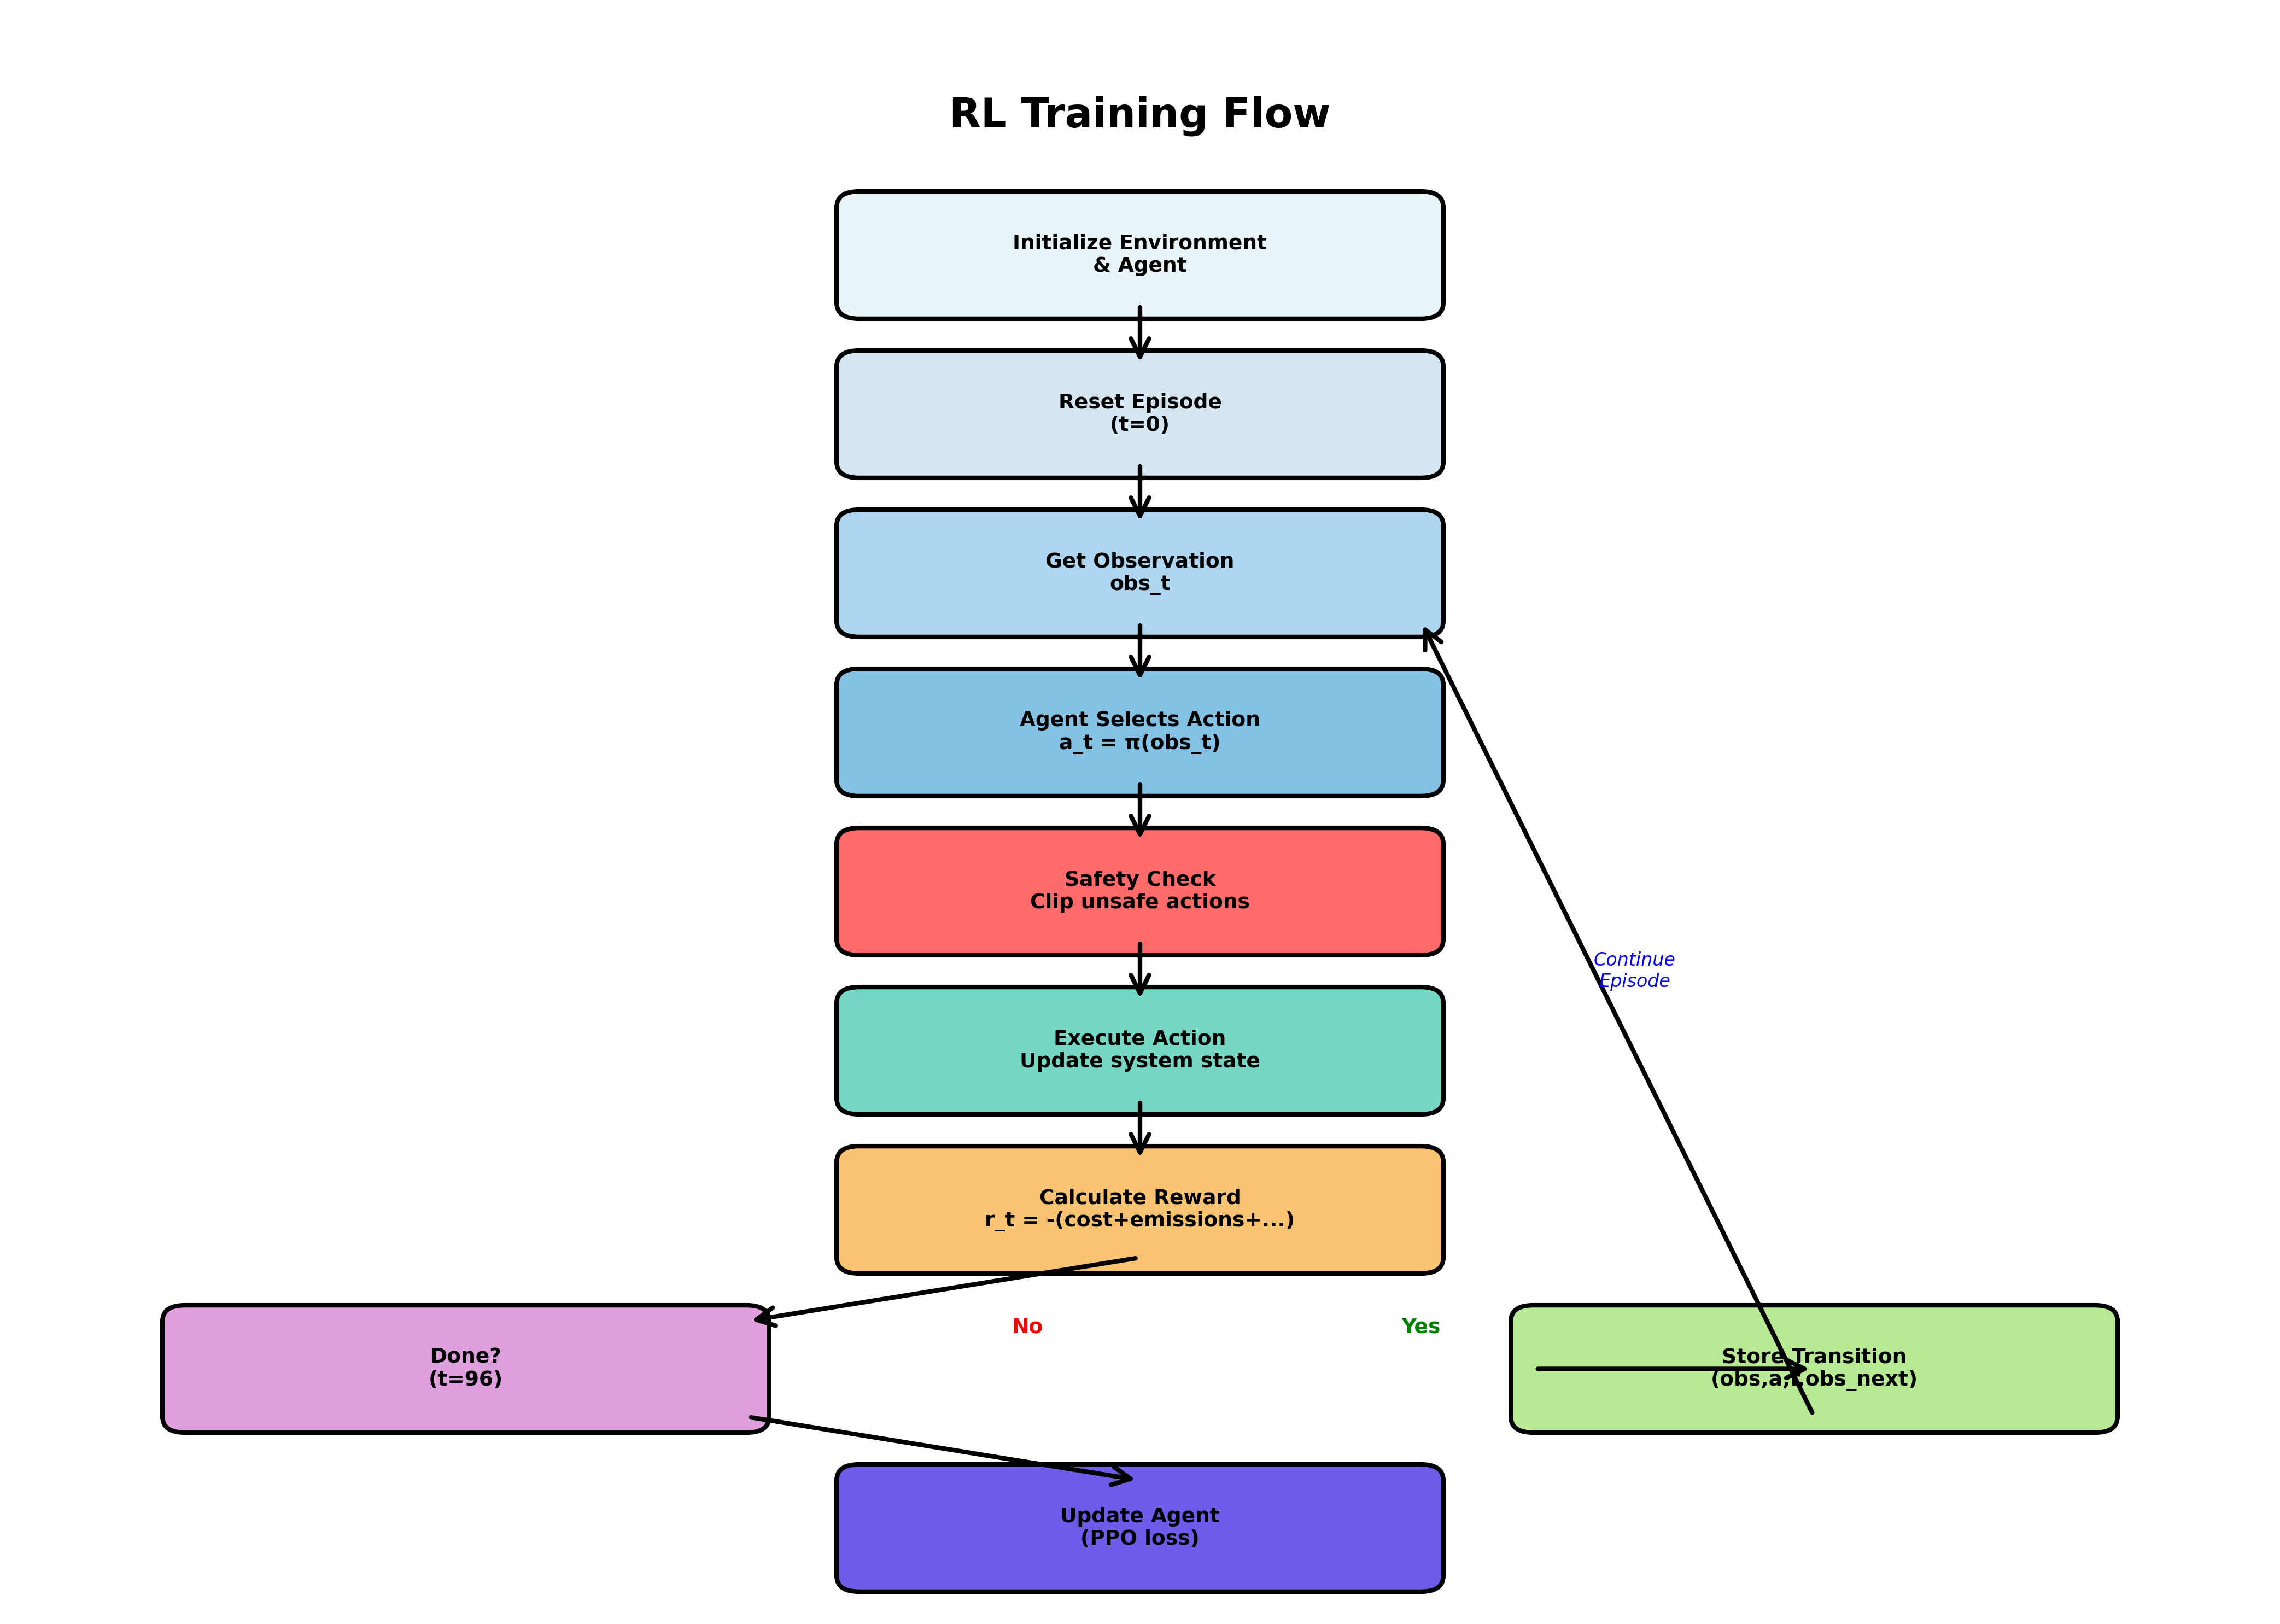 RL Training Flow
Initialize Environment
& Agent
Reset Episode
(t=0)
Get Observation
obs_t
Agent Selects Action
a_t = π(obs_t)
Safety Check
Clip unsafe actions
Continue
Episode
Execute Action
Update system state
Calculate Reward
r_t = -(cost+emissions+...)
No
Yes
Done?
(t=96)
Store Transition
(obs,a,r,obs_next)
Update Agent
(PPO loss)